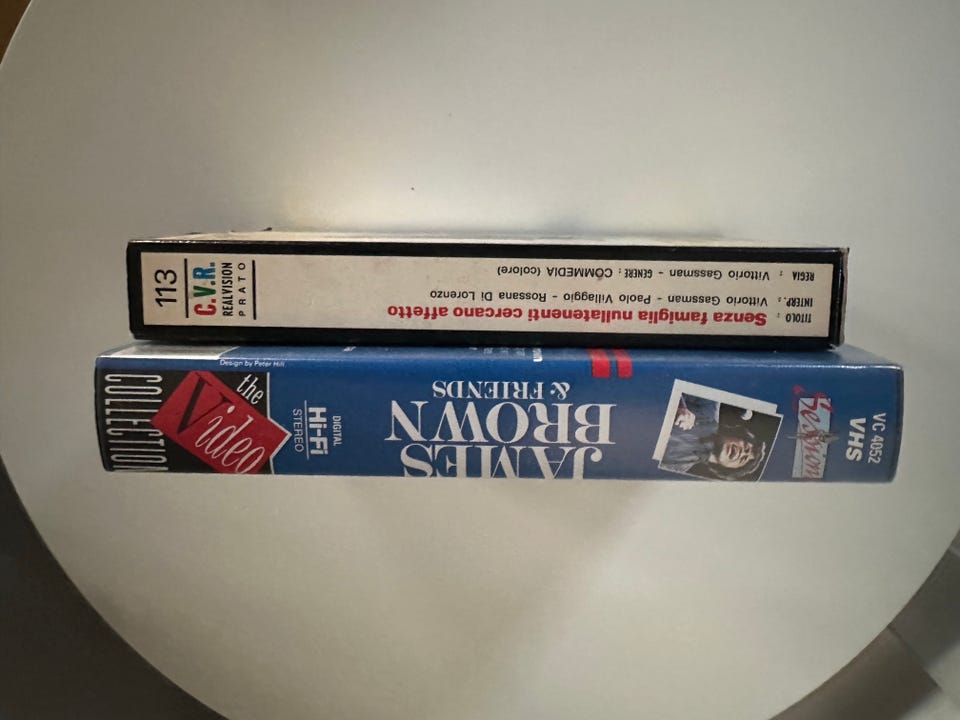 113
C.V.R.
REALVISION
PRATO
TITOLO : Senza famiglia nullatenenti cercano affetto
INTERP. : Vittorio Gassman - Paolo Villaggio - Rossana Di Lorenzo
REGIA : Vittorio Gassman - GENERE : COMMEDIA (colore)
VC 4052
VHS
Session
JAMES
BROWN
& FRIENDS
DIGITAL
Hi-Fi
STEREO
the
Video
COLLECTION
Design by Peter Hill